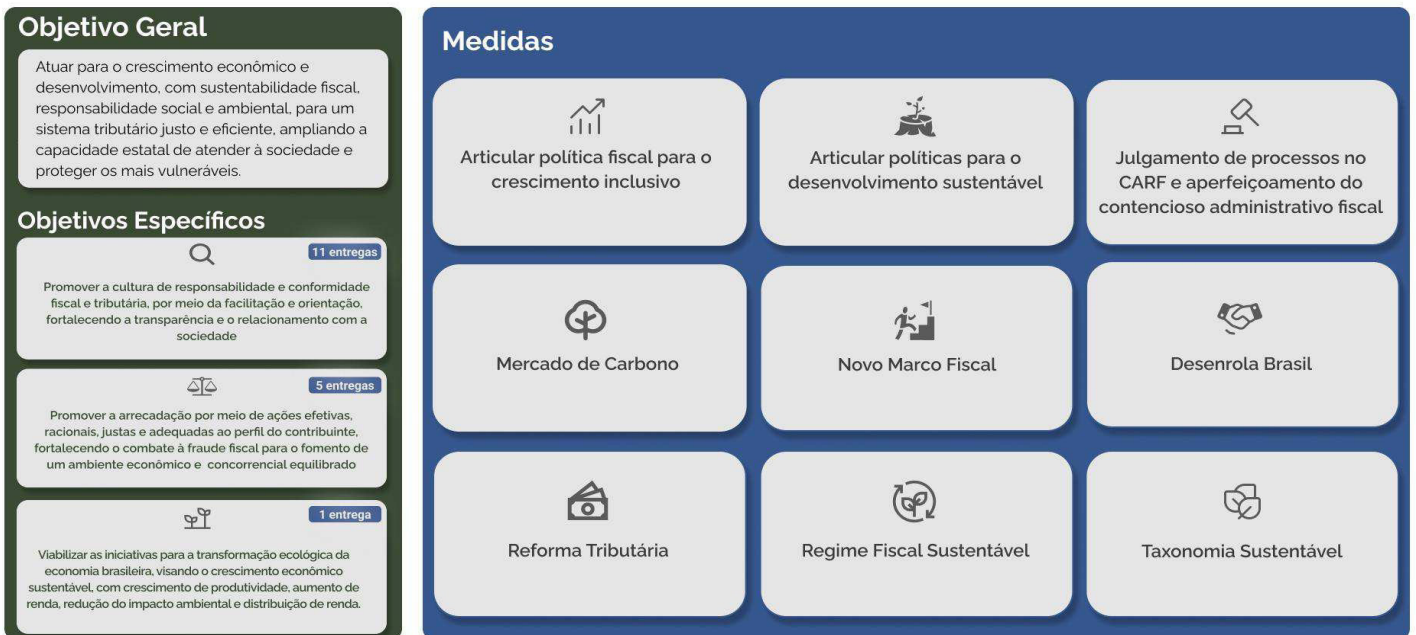 Objetivo Geral
Atuar para o crescimento econômico e
desenvolvimento, com sustentabilidade fiscal,
responsabilidade social e ambiental, para um
sistema tributário justo e eficiente, ampliando a
capacidade estatal de atender à sociedade e
proteger os mais vulneráveis.
Objetivos Específicos
11 entregas
Promover a cultura de responsabilidade e conformidade
fiscal e tributária, por meio da facilitação e orientação,
fortalecendo a transparência e o relacionamento com a
sociedade
5 entregas
Promover a arrecadação por meio de ações efetivas,
racionais, justas e adequadas ao perfil do contribuinte,
fortalecendo o combate à fraude fiscal para o fomento de
um ambiente econômico e concorrencial equilibrado
1 entrega
Viabilizar as iniciativas para a transformação ecológica da
economia brasileira, visando o crescimento econômico
sustentável, com crescimento de produtividade, aumento de
renda, redução do impacto ambiental e distribuição de renda.
Medidas
Articular política fiscal para o
crescimento inclusivo
Articular políticas para o
desenvolvimento sustentável
Julgamento de processos no
CARF e aperfeiçoamento do
contencioso administrativo fiscal
Mercado de Carbono
Novo Marco Fiscal
Desenrola Brasil
Reforma Tributária
Regime Fiscal Sustentável
Taxonomia Sustentável